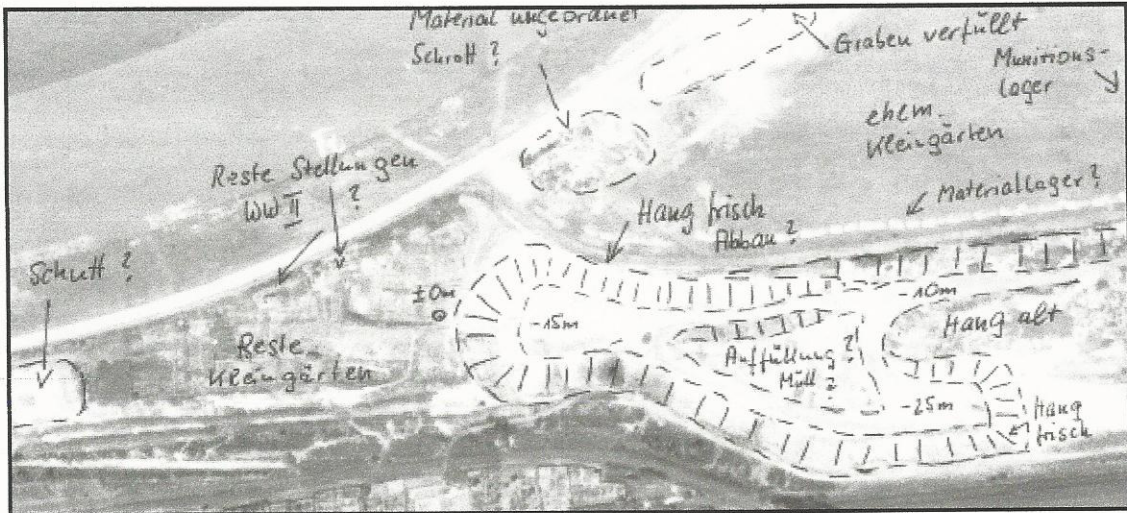 Material ungeordnet
Schrott ?
Graben verfüllt
Munitions-
lager
ehem.
Kleingärten
Reste Stellungen
WW II ?
Materiallager ?
Hang frisch
Abbau ?
Schutt ?
±0m
-15m
-10m
Hang alt
Reste
Kleingärten
Auffüllung ?
Müll ?
-25m
Hang
frisch